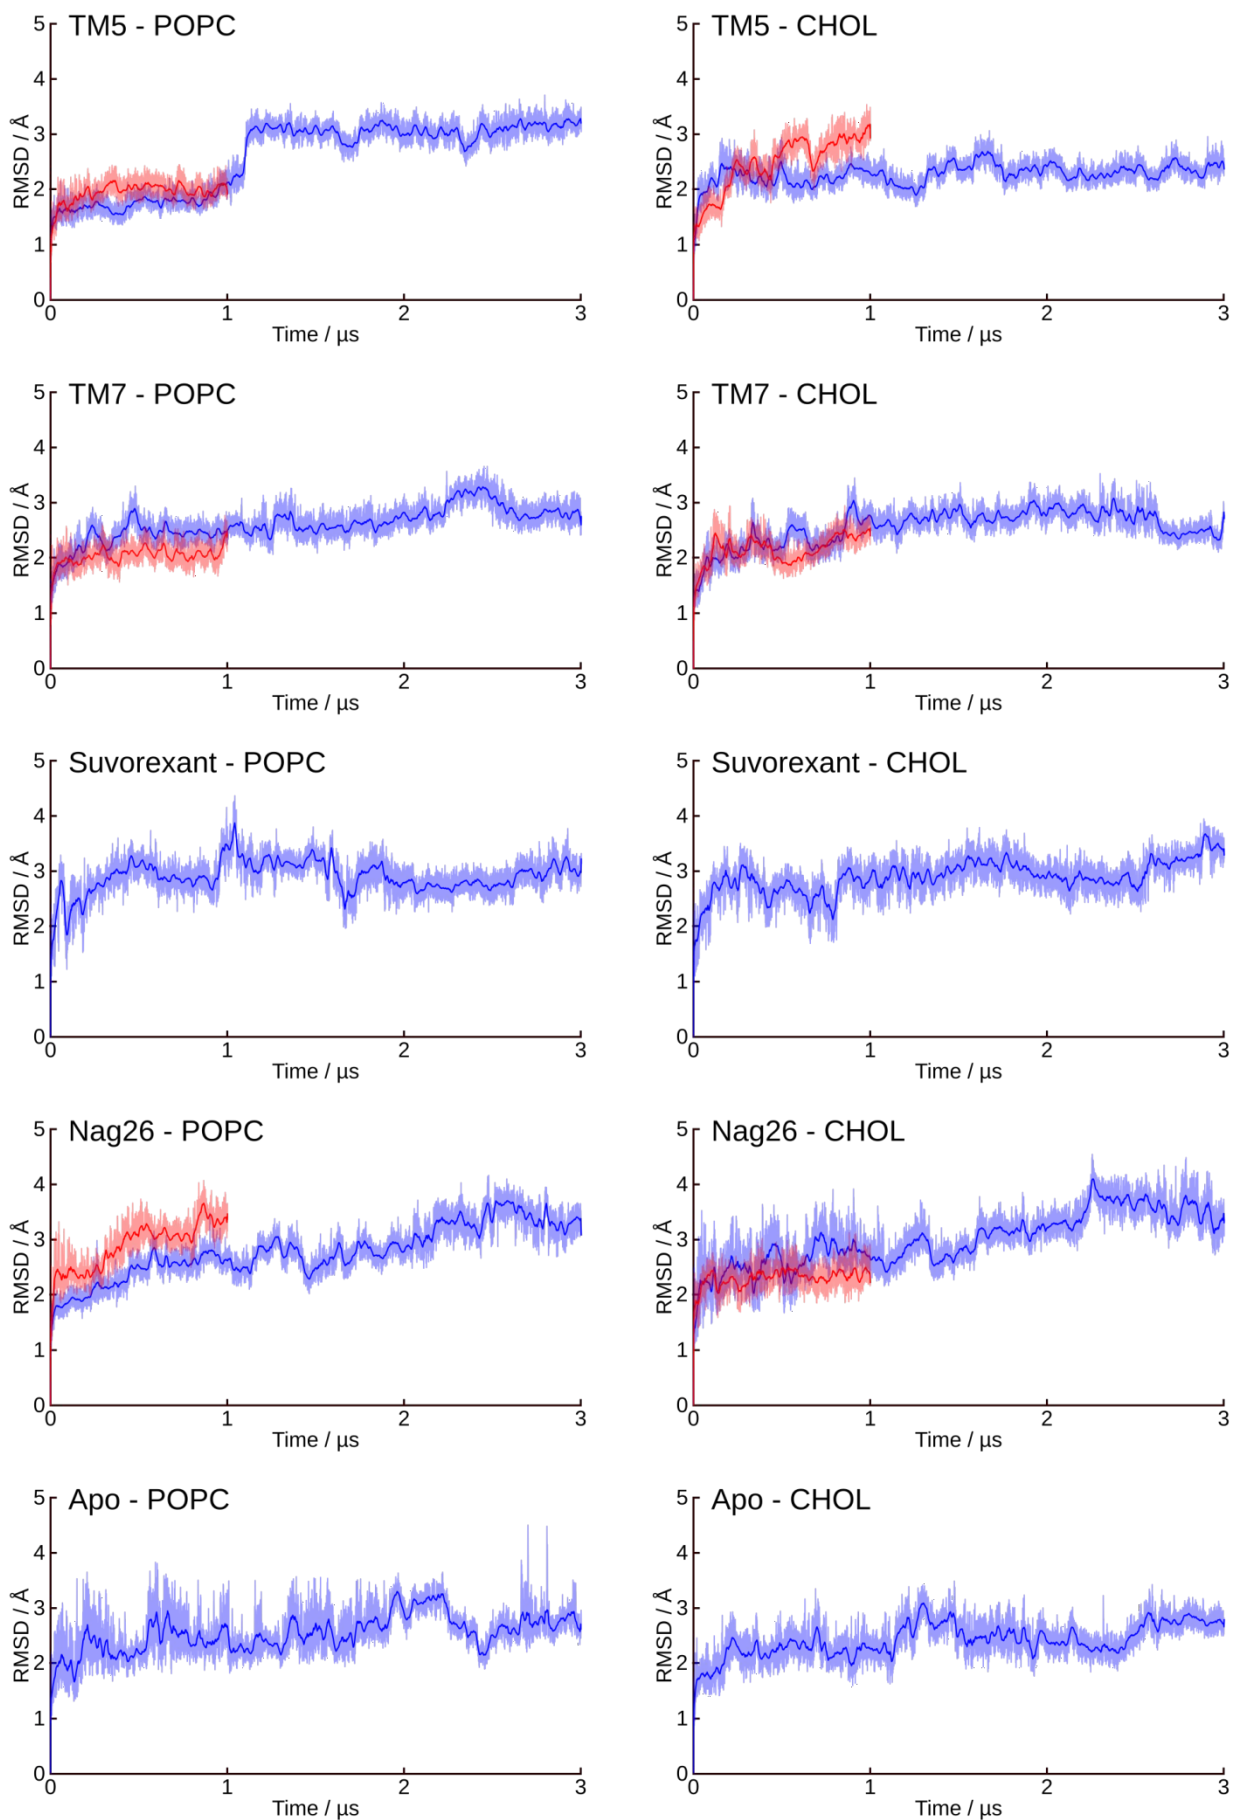 TM5 - POPC
5
4
3
2
1
0
RMSD / Å
0 1 2 3
Time / µs
TM5 - CHOL
5
4
3
2
1
0
RMSD / Å
0 1 2 3
Time / µs
TM7 - POPC
5
4
3
2
1
0
RMSD / Å
0 1 2 3
Time / µs
TM7 - CHOL
5
4
3
2
1
0
RMSD / Å
0 1 2 3
Time / µs
Suvorexant - POPC
5
4
3
2
1
0
RMSD / Å
0 1 2 3
Time / µs
Suvorexant - CHOL
5
4
3
2
1
0
RMSD / Å
0 1 2 3
Time / µs
Nag26 - POPC
5
4
3
2
1
0
RMSD / Å
0 1 2 3
Time / µs
Nag26 - CHOL
5
4
3
2
1
0
RMSD / Å
0 1 2 3
Time / µs
Apo - POPC
5
4
3
2
1
0
RMSD / Å
0 1 2 3
Time / µs
Apo - CHOL
5
4
3
2
1
0
RMSD / Å
0 1 2 3
Time / µs